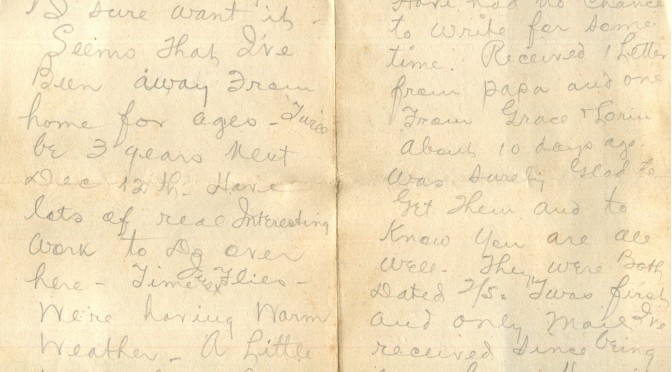 I sure want it -
Seems that I've
Been away From
home for ages - Twill
be 3 years next
Dec 12th. Have
lots of real Interesting
Work to Do over
here - Time Flies -
We're having Warm
Weather - A Little
Have had no chance
to write for some
time. Received 1 Letter
from papa and one
From Grace & Lorin
About 10 days ago.
Was surely Glad to
Get Them and to
Know You are all
Well. They were Both
Dated 2/5. Twas first
and only Mail I've
received since being